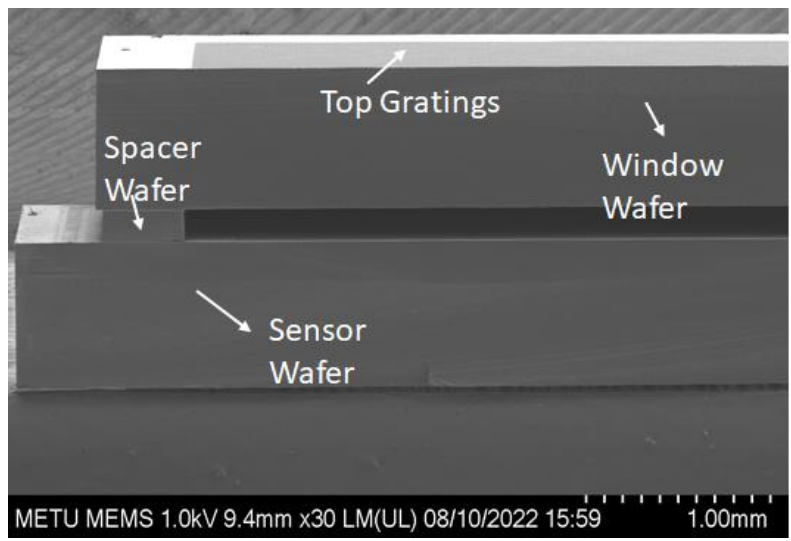 Top Gratings
Spacer
Wafer
Window
Wafer
Sensor
Wafer
METU MEMS 1.0kV 9.4mm x30 LM(UL) 08/10/2022 15:59 1.00mm